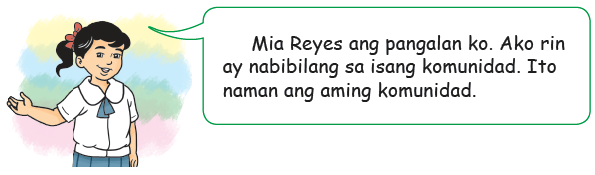 Mia Reyes ang pangalan ko. Ako rin
ay nabibilang sa isang komunidad. Ito
naman ang aming komunidad.